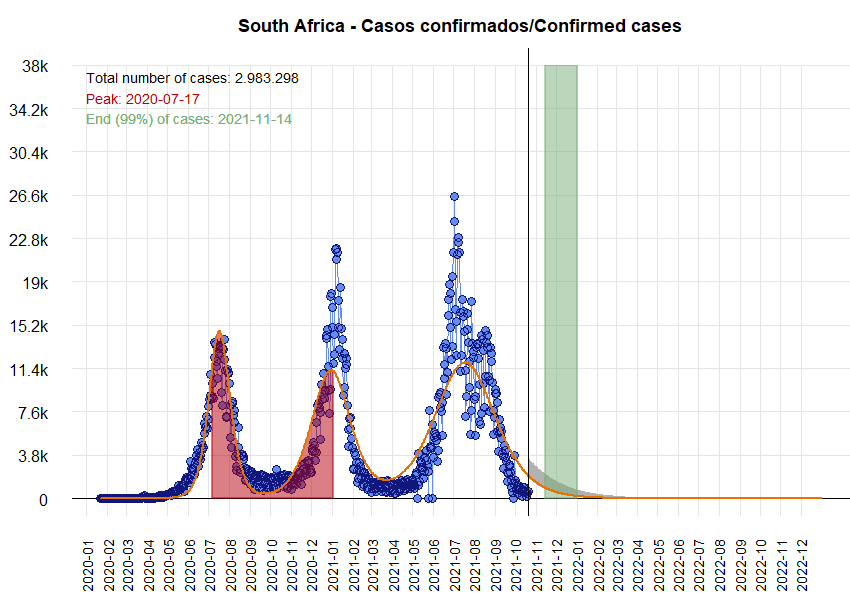 South Africa - Casos confirmados/Confirmed cases
38k
Total number of cases: 2.983.298
Peak: 2020-07-17
End (99%) of cases: 2021-11-14
34.2k
30.4k
26.6k
22.8k
19k
15.2k
11.4k
7.6k
3.8k
0
2020-01
2020-02
2020-03
2020-04
2020-05
2020-06
2020-07
2020-08
2020-09
2020-10
2020-11
2020-12
2021-01
2021-02
2021-03
2021-04
2021-05
2021-06
2021-07
2021-08
2021-09
2021-10
2021-11
2021-12
2022-01
2022-02
2022-03
2022-04
2022-05
2022-06
2022-07
2022-08
2022-09
2022-10
2022-11
2022-12